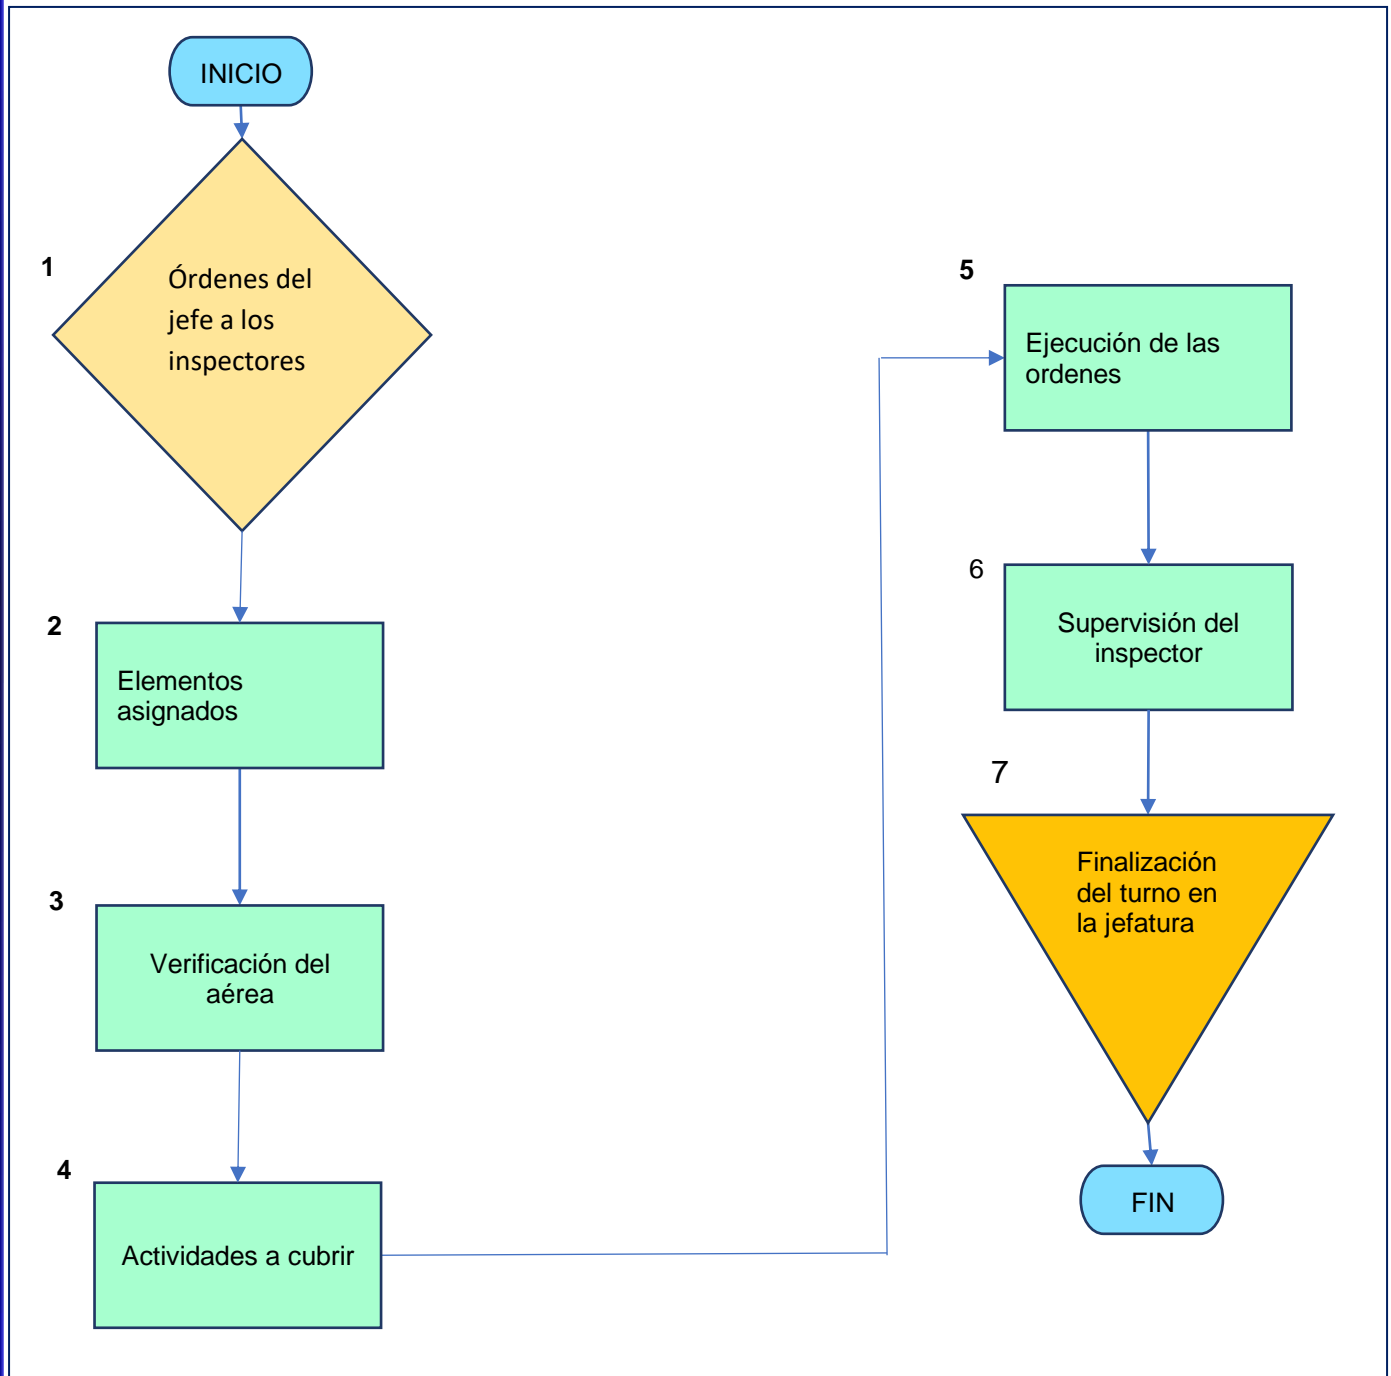 INICIO
1
Órdenes del
jefe a los
inspectores
2
Elementos
asignados
3
Verificación del
aérea
4
Actividades a cubrir
5
Ejecución de las
ordenes
6
Supervisión del
inspector
7
Finalización
del turno en
la jefatura
FIN